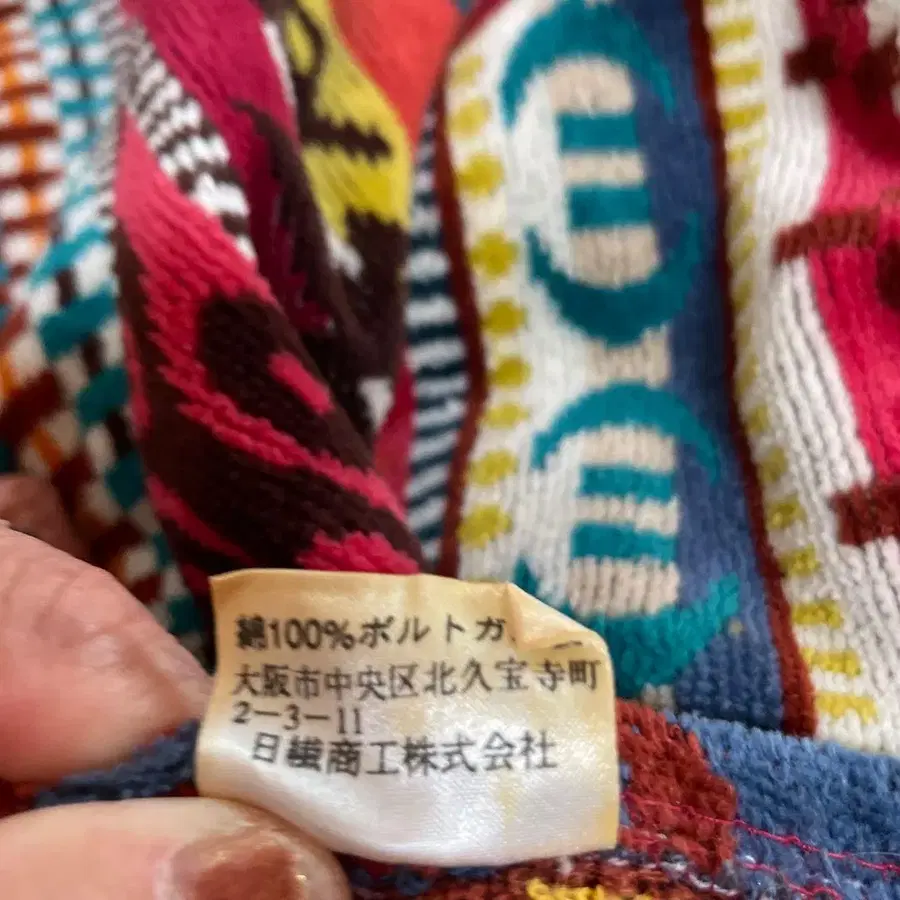 綿100%ポルトガ
大阪市中央区北久宝寺町
2-3-11
日繊商工株式会社